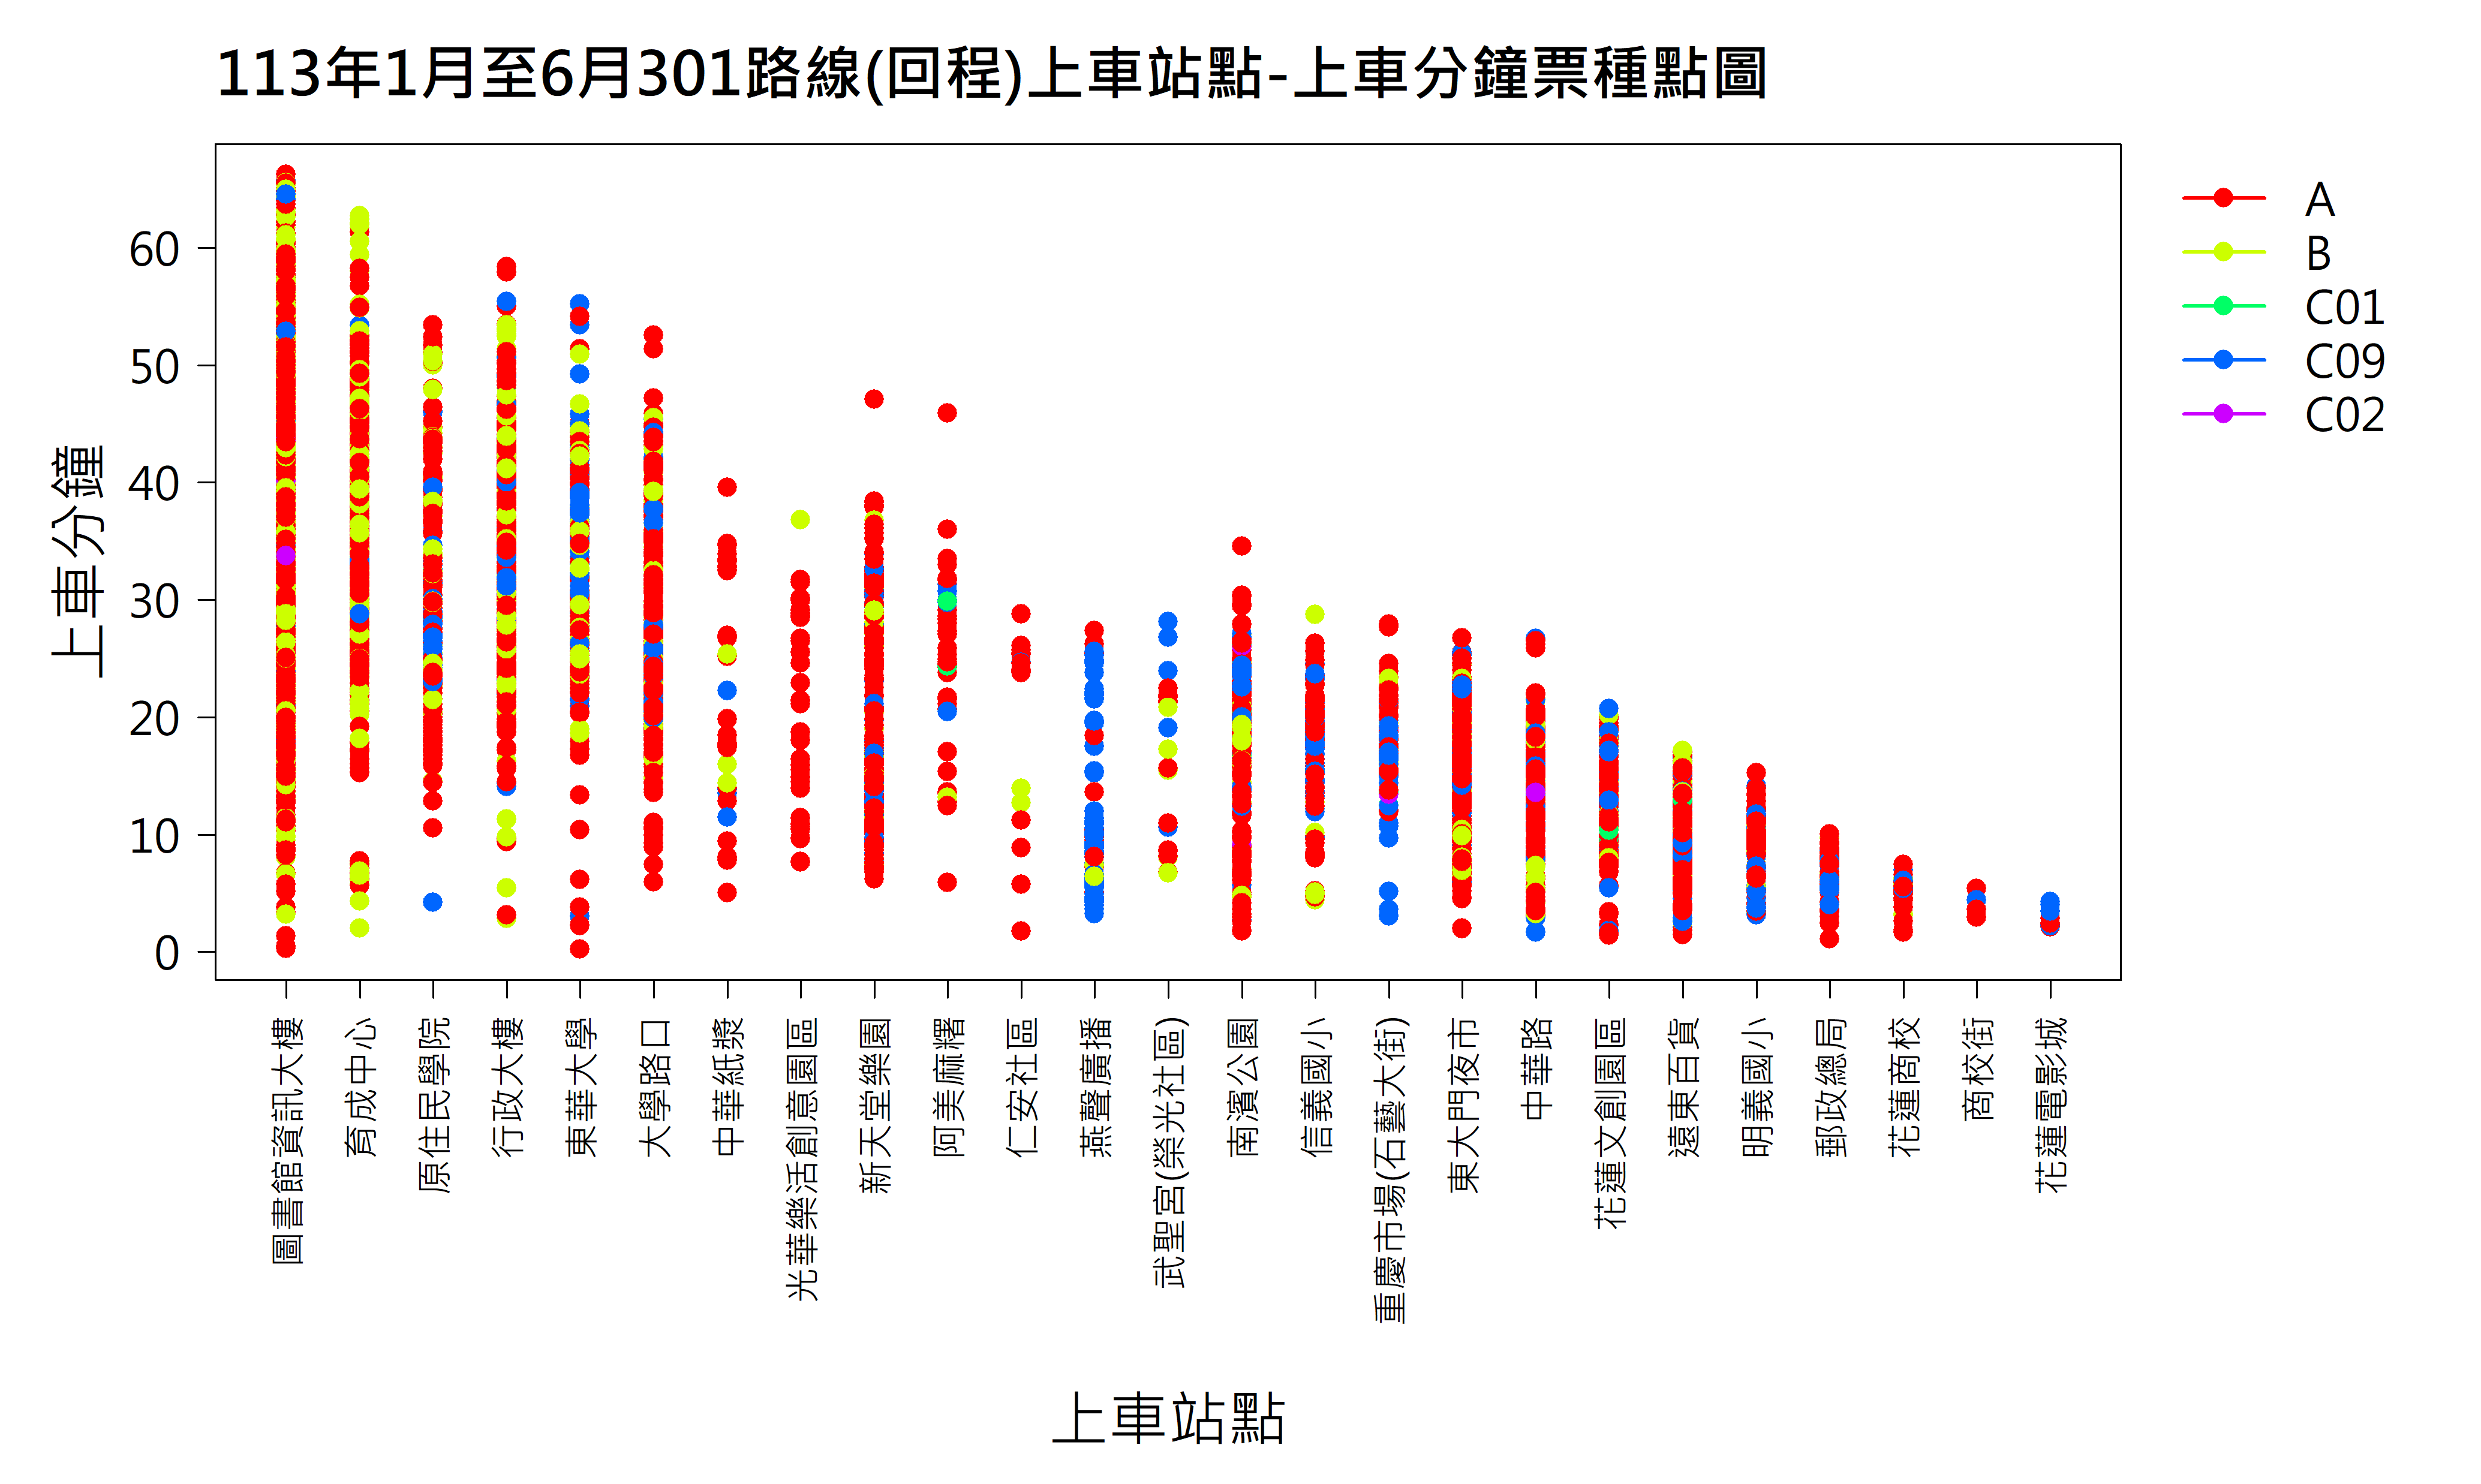 113年1月至6月301路線(回程)上車站點-上車分鐘票種點圖
A
B
C01
C09
C02
上車分鐘
60
50
40
30
20
10
0
圖書館資訊大樓
育成中心
原住民學院
行政大樓
東華大學
大學路口
中華紙漿
光華樂活創意園區
新天堂樂園
阿美麻糬
仁安社區
燕聲廣播
武聖宮(榮光社區)
南濱公園
信義國小
重慶市場(石藝大街)
東大門夜市
中華路
花蓮文創園區
遠東百貨
明義國小
郵政總局
花蓮商校
商校街
花蓮電影城
上車站點